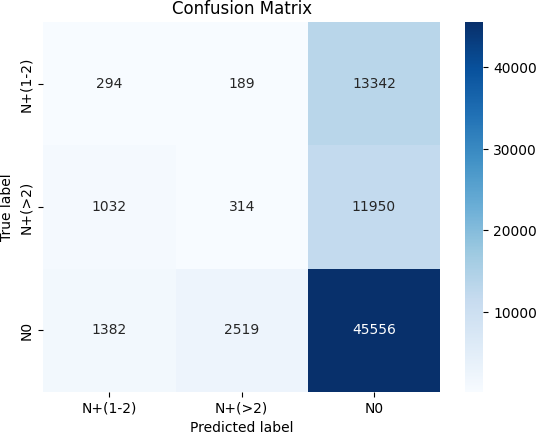 Confusion Matrix
True label
N+(1-2)
294
189
13342
N+(>2)
1032
314
11950
N0
1382
2519
45556
N+(1-2)
N+(>2)
N0
Predicted label
40000
30000
20000
10000